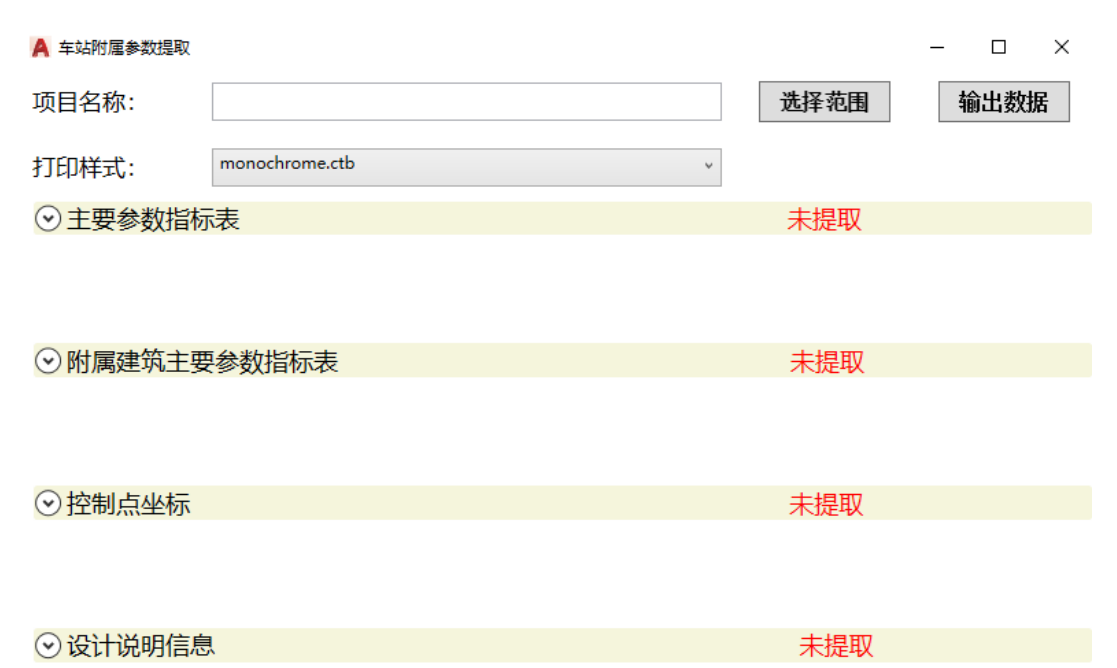 车站附属参数提取
项目名称: 选择范围 输出数据
打印样式: monochrome.ctb
主要参数指标表 未提取
附属建筑主要参数指标表 未提取
控制点坐标 未提取
设计说明信息 未提取